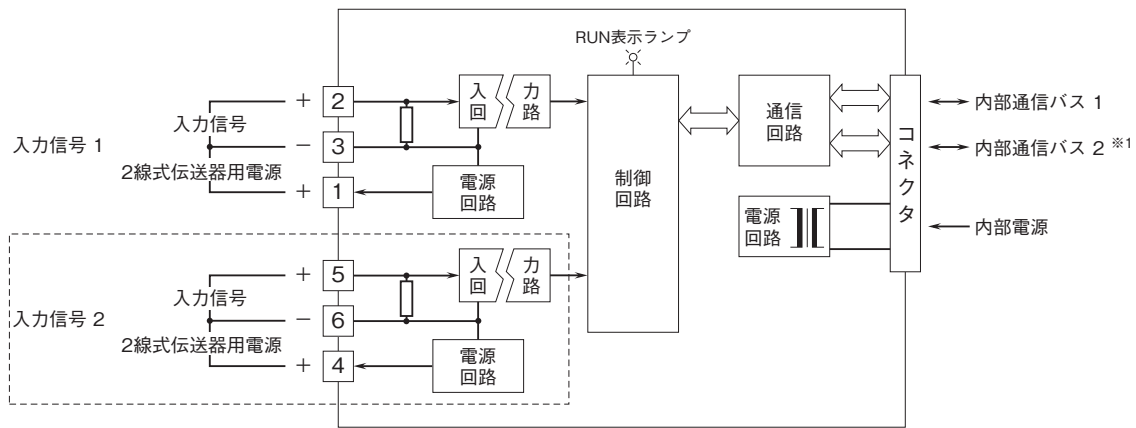 RUN表示ランプ
入力信号 1
+ 2
入力信号
− 3
2線式伝送器用電源
+ 1
入 力
回 路
電源
回路
制御
回路
通信
回路
電源
回路
コネクタ
内部通信バス 1
内部通信バス 2 ※1
内部電源
入力信号 2
+ 5
入力信号
− 6
2線式伝送器用電源
+ 4
入 力
回 路
電源
回路